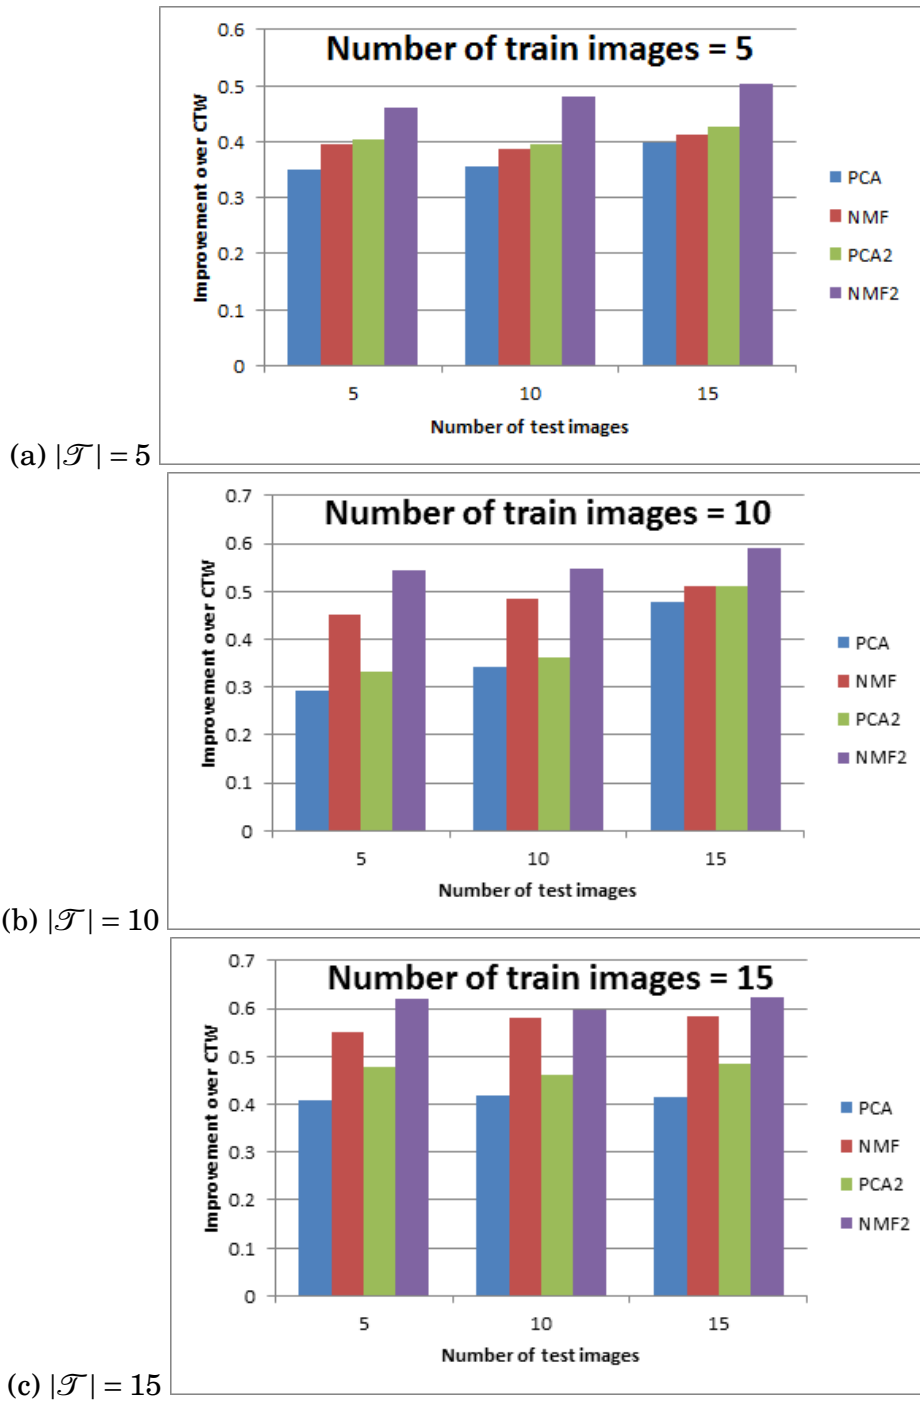 Number of train images = 5
Improvement over CTW
0.6
0.5
0.4
0.3
0.2
0.1
0
5 10 15
Number of test images
PCA
NMF
PCA2
NMF2
(a) |𝒯| = 5
Number of train images = 10
Improvement over CTW
0.7
0.6
0.5
0.4
0.3
0.2
0.1
0
5 10 15
Number of test images
PCA
NMF
PCA2
NMF2
(b) |𝒯| = 10
Number of train images = 15
Improvement over CTW
0.7
0.6
0.5
0.4
0.3
0.2
0.1
0
5 10 15
Number of test images
PCA
NMF
PCA2
NMF2
(c) |𝒯| = 15